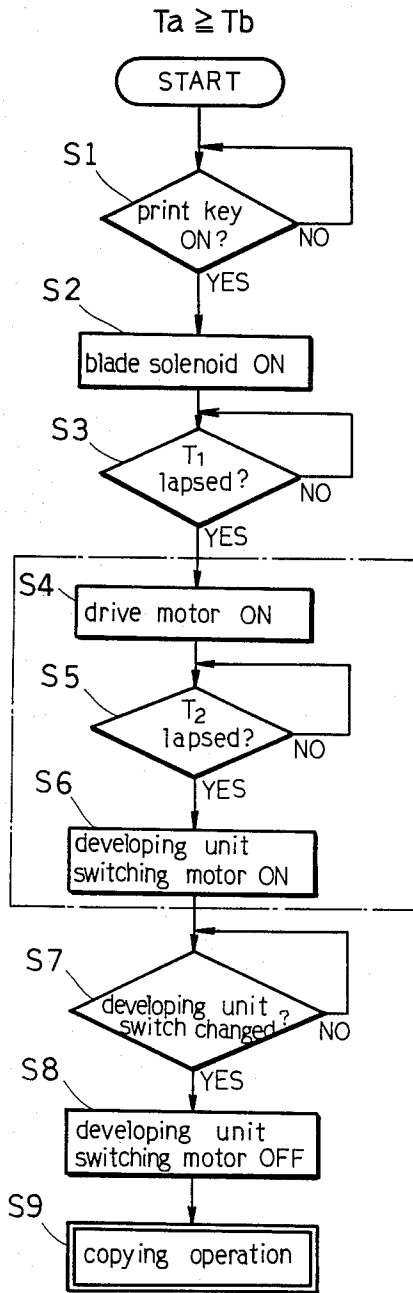 Ta ≧ Tb
START
S1
print key
ON?
NO
YES
S2
blade solenoid ON
S3
T1
lapsed?
NO
YES
S4
drive motor ON
S5
T2
lapsed?
NO
YES
S6
developing unit
switching motor ON
S7
developing unit
switch changed?
NO
YES
S8
developing unit
switching motor OFF
S9
copying operation